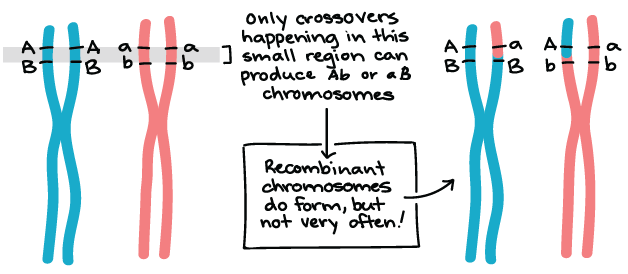 A A a a
B B b b
only crossovers
happening in this
small region can
produce Ab or aB
chromosomes
Recombinant
chromosomes
do form, but
not very often!
A a A a
B B b b